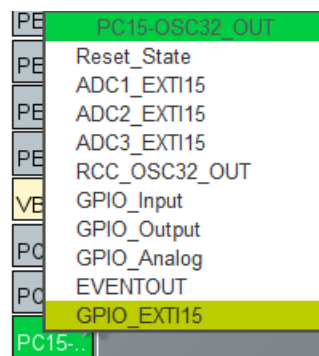 PE
PC15-OSC32_OUT
Reset_State
PE
ADC1_EXTI15
ADC2_EXTI15
PE
ADC3_EXTI15
PE
RCC_OSC32_OUT
GPIO_Input
VB
GPIO_Output
PC
GPIO_Analog
EVENTOUT
PC
GPIO_EXTI15
PC15-..